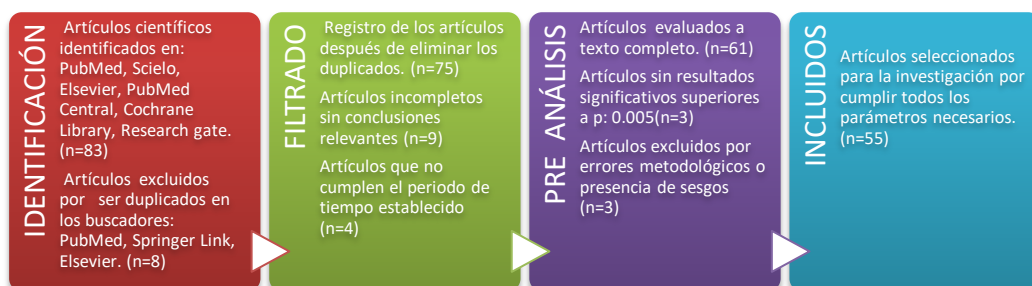 IDENTIFICACIÓN
Artículos científicos
identificados en:
PubMed, Scielo,
Elsevier, PubMed
Central, Cochrane
Library, Research gate.
(n=83)
Artículos excluidos
por ser duplicados en
los buscadores:
PubMed, Springer Link,
Elsevier. (n=8)
FILTRADO
Registro de los artículos
después de eliminar los
duplicados. (n=75)
Artículos incompletos
sin conclusiones
relevantes (n=9)
Artículos que no
cumplen el periodo de
tiempo establecido
(n=4)
PRE ANÁLISIS
Artículos evaluados a
texto completo. (n=61)
Artículos sin resultados
significativos superiores
a p: 0.005(n=3)
Artículos excluidos por
errores metodológicos o
presencia de sesgos
(n=3)
INCLUIDOS
Artículos seleccionados
para la investigación por
cumplir todos los
parámetros necesarios.
(n=55)